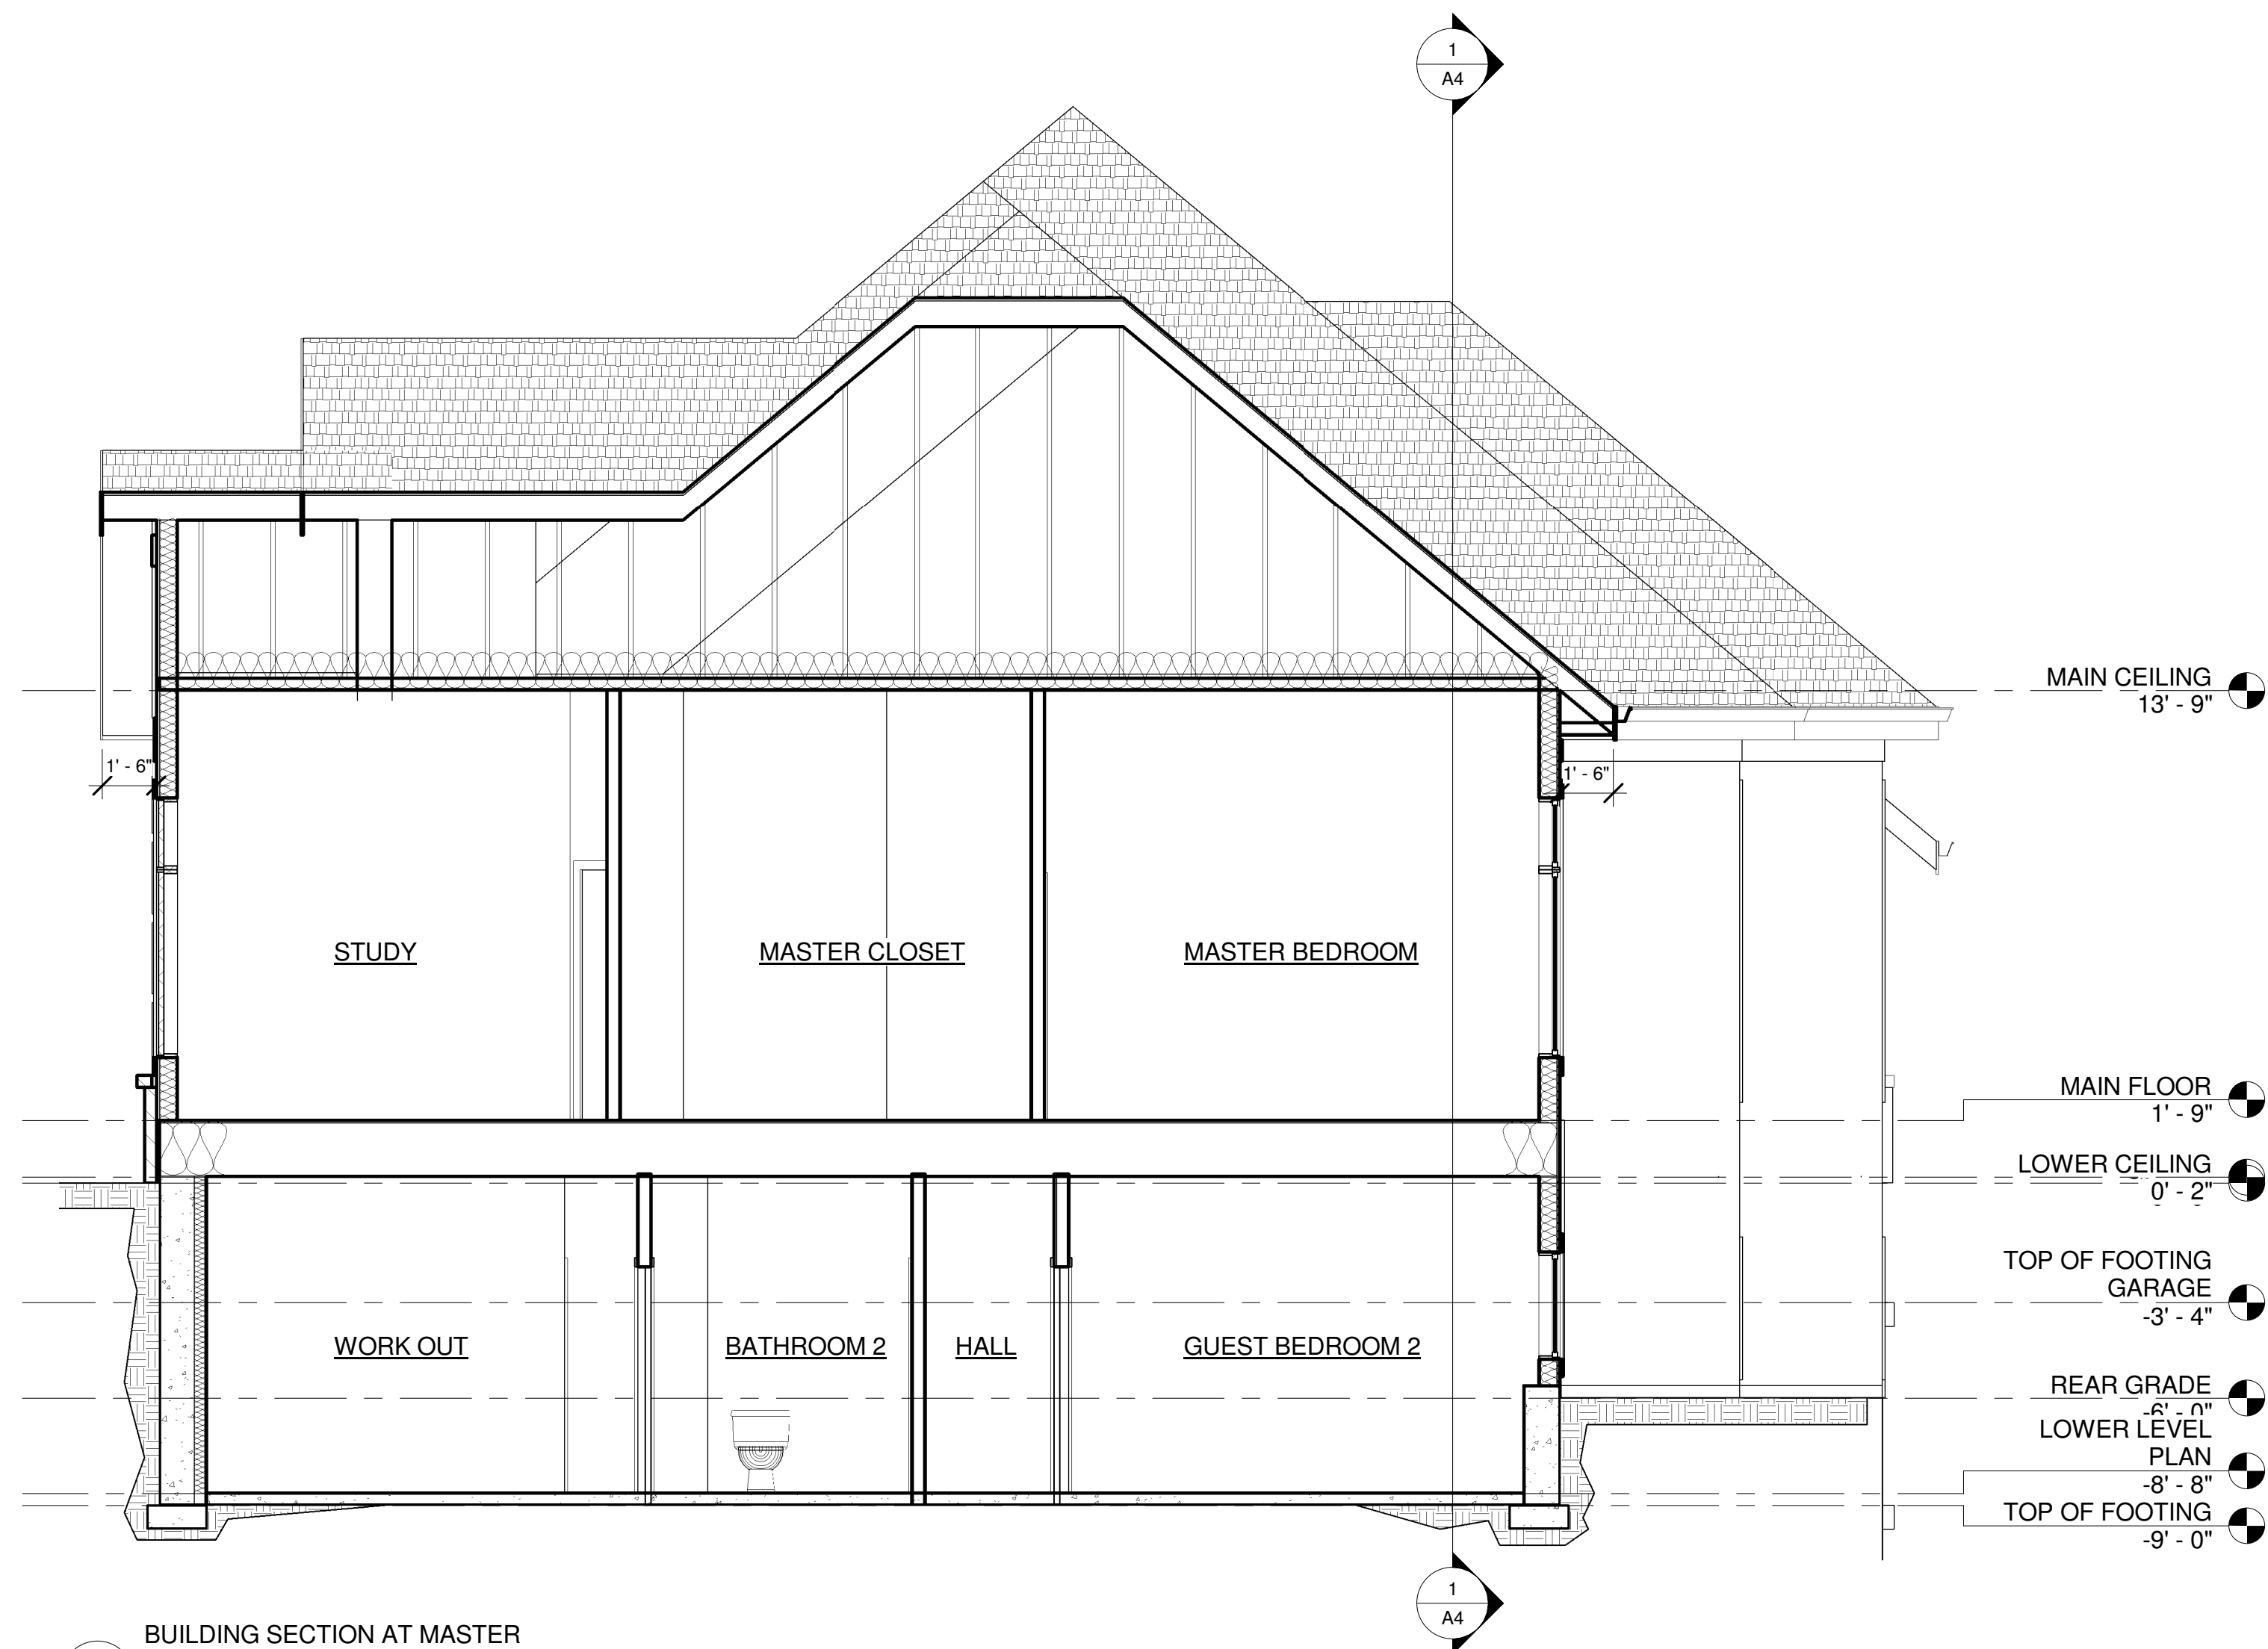 1
A4
MAIN CEILING
13' - 9"
1' - 6"
1' - 6"
STUDY
MASTER CLOSET
MASTER BEDROOM
MAIN FLOOR
1' - 9"
LOWER CEILING
0' - 2"
TOP OF FOOTING
GARAGE
-3' - 4"
WORK OUT
BATHROOM 2
HALL
GUEST BEDROOM 2
REAR GRADE
-6' - 0"
LOWER LEVEL
PLAN
-8' - 8"
TOP OF FOOTING
-9' - 0"
1
A4
BUILDING SECTION AT MASTER